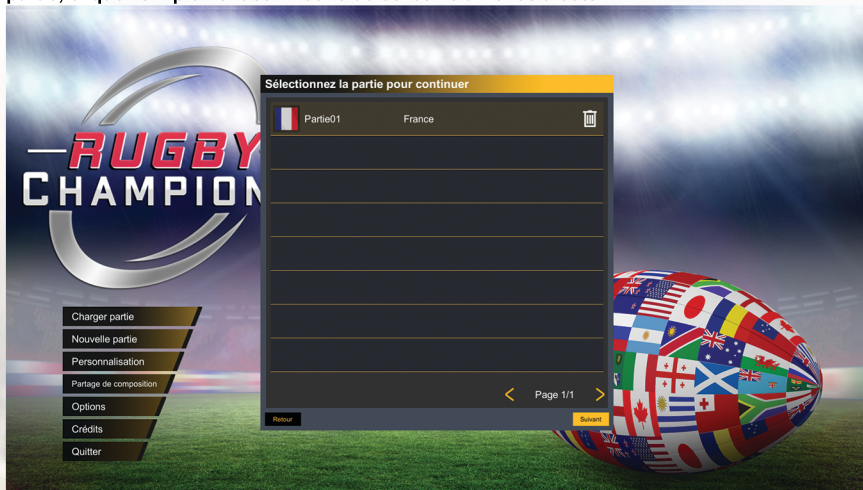 Sélectionnez la partie pour continuer
Partie01 France
RUGBY
CHAMPION
Charger partie
Nouvelle partie
Personnalisation
Partage de composition
Options
Crédits
Quitter
Page 1/1
Retour
Suivant